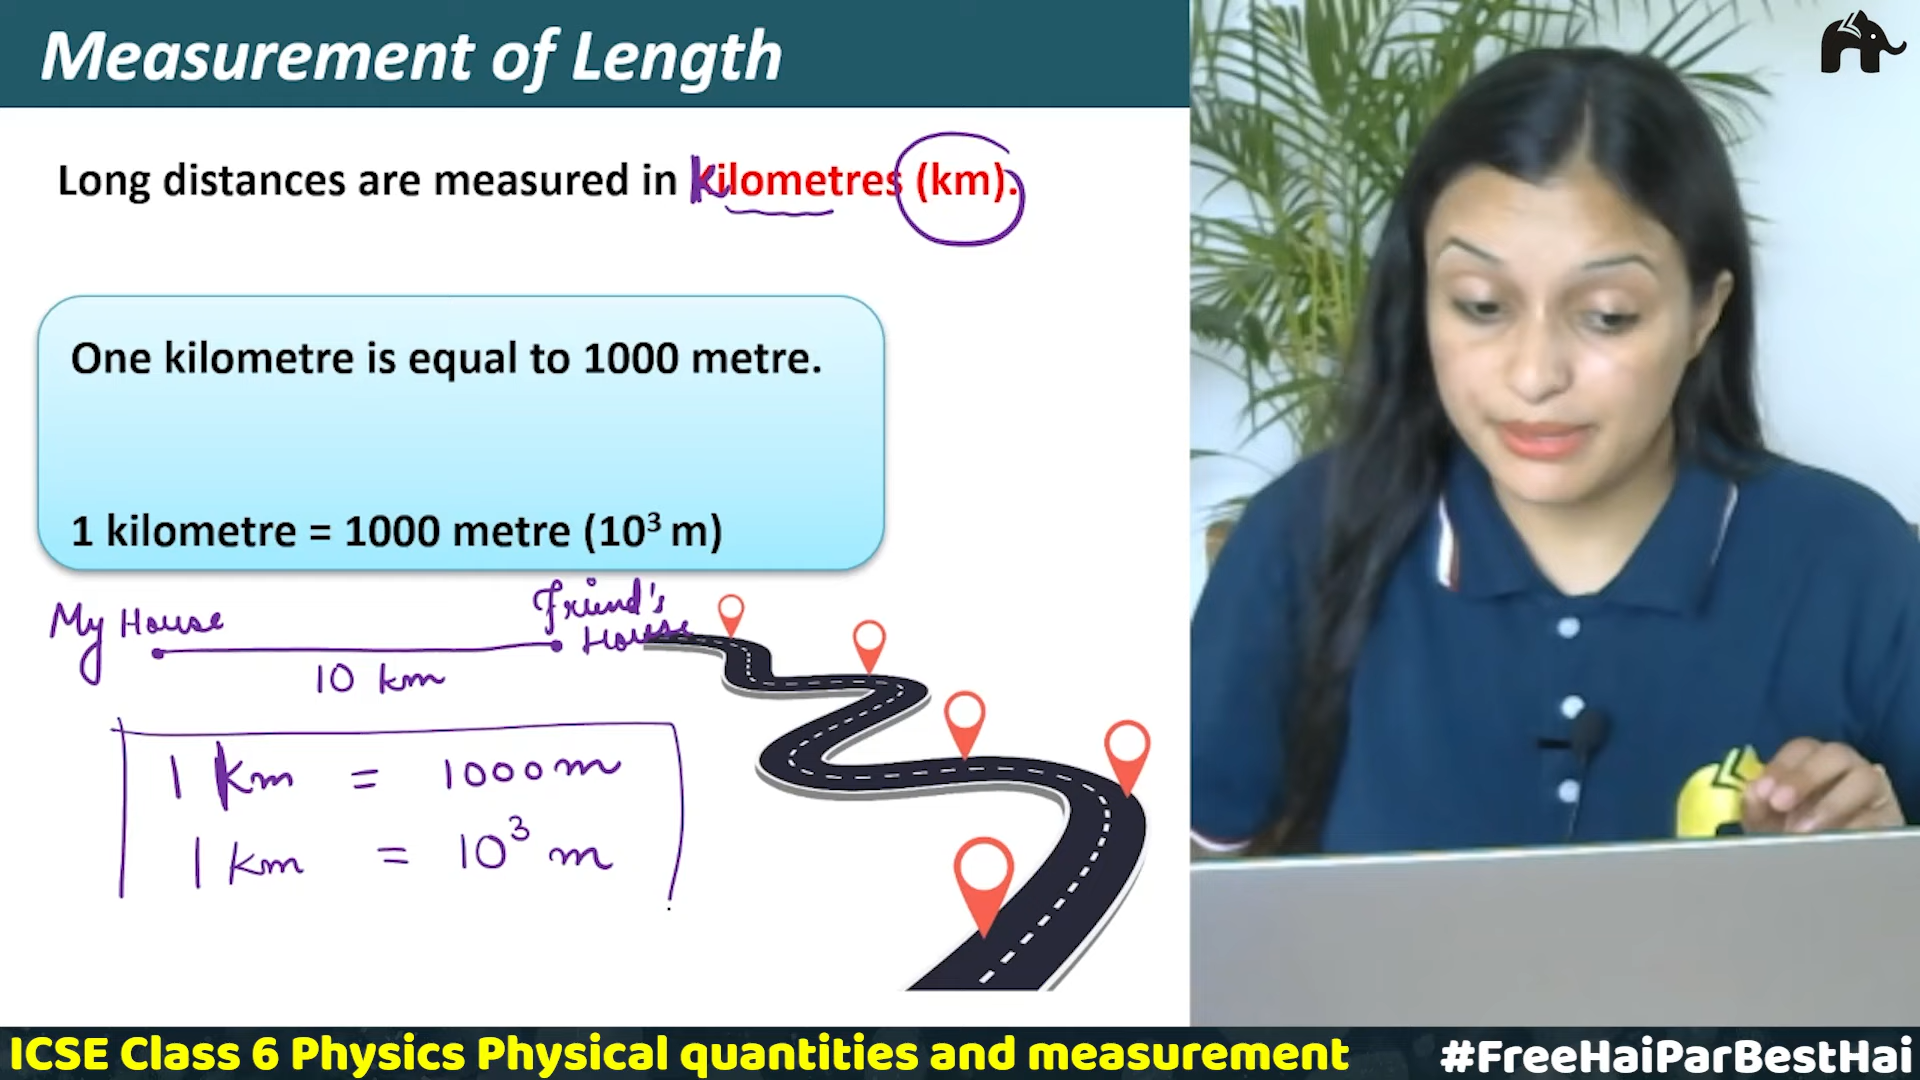 Measurement of Length
Long distances are measured in Kilometres (km).
One kilometre is equal to 1000 metre.
1 kilometre = 1000 metre (10³ m)
My House
Friend's
House
10 km
1 km = 1000 m
1 km = 10³ m
ICSE Class 6 Physics Physical quantities and measurement
#FreeHaiParBestHai